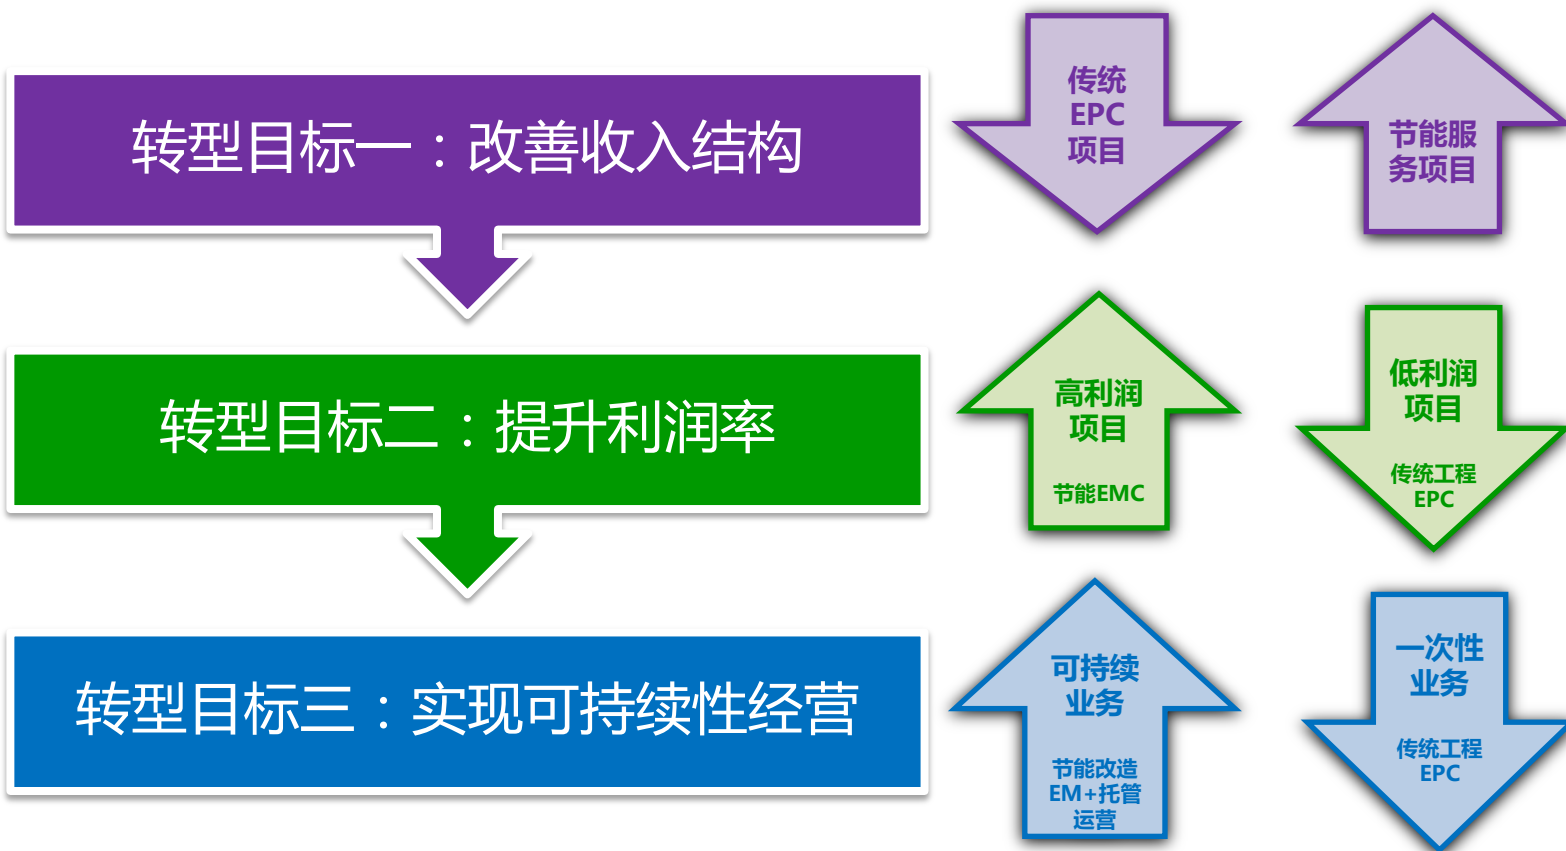 转型目标一：改善收入结构
传统
EPC
项目
节能服
务项目
转型目标二：提升利润率
高利润
项目
节能EMC
低利润
项目
传统工程
EPC
转型目标三：实现可持续性经营
可持续
业务
节能改造
EM+托管
运营
一次性
业务
传统工程
EPC